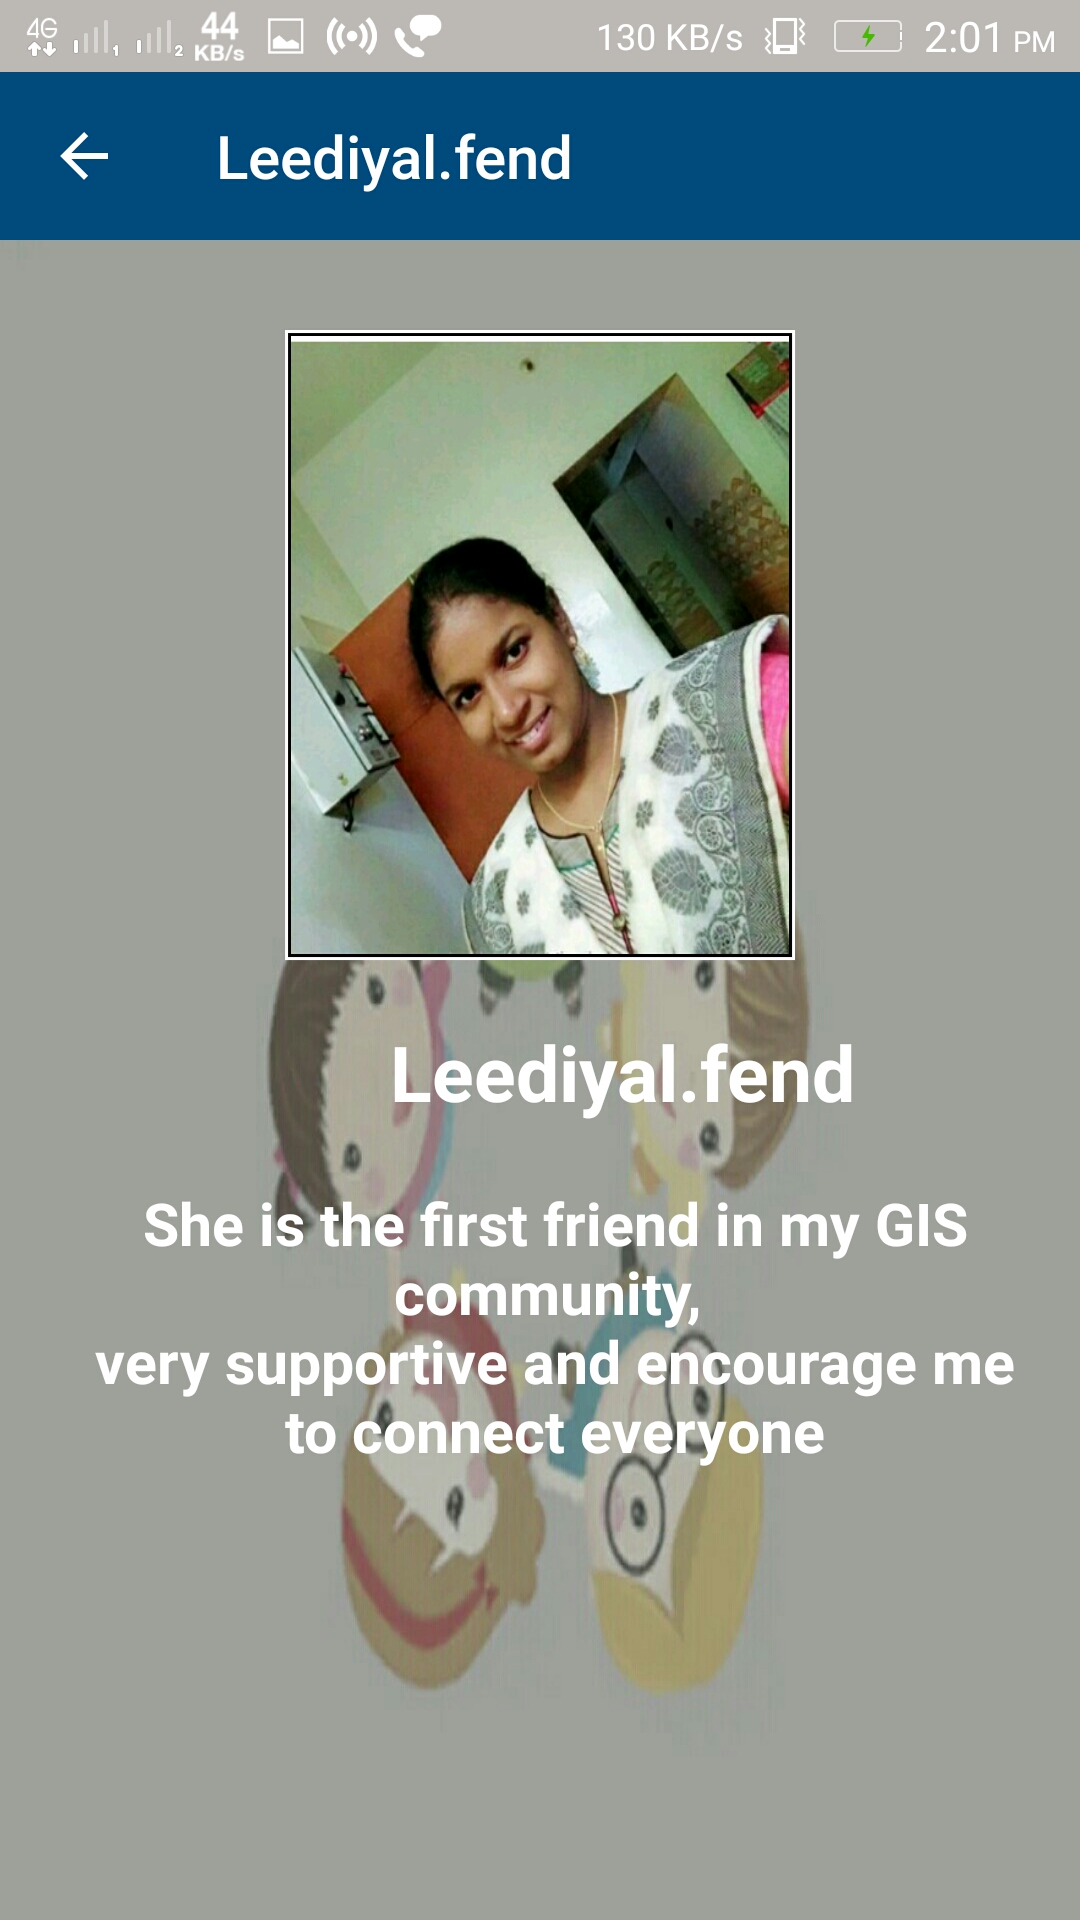 4G 1 2 44 KB/s 130 KB/s 2:01 PM
Leediyal.fend
Leediyal.fend
She is the first friend in my GIS
community,
very supportive and encourage me
to connect everyone